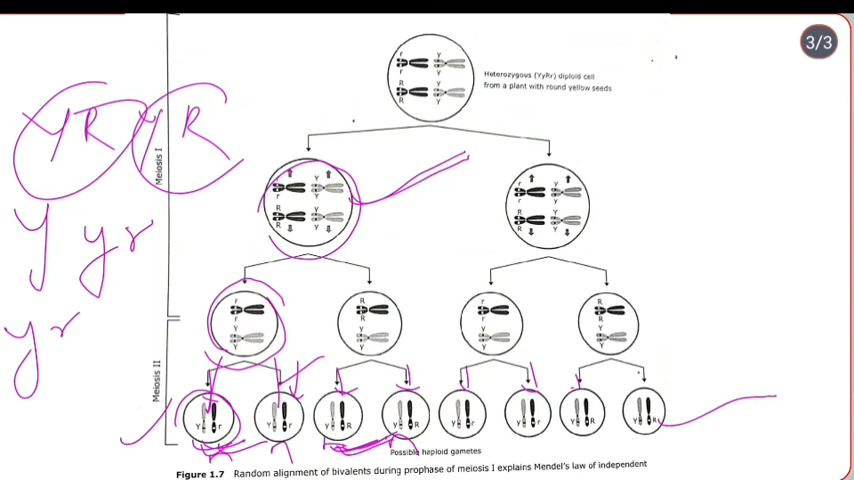 3/3
r y
r y
R y
R y
Heterozygous (YyRr) diploid cell
from a plant with round yellow seeds
YR YR
Y yr
yr
Meiosis I
r Y
r Y
R y
R y
r y
r y
R Y
R Y
r
r
Y
Y
R
R
y
y
r
r
y
y
R
R
Y
Y
Meiosis II
Y r
Y r
y R
y R
y r
y r
Y R
Y R
Possible haploid gametes
Figure 1.7 Random alignment of bivalents during prophase of meiosis I explains Mendel's law of independent